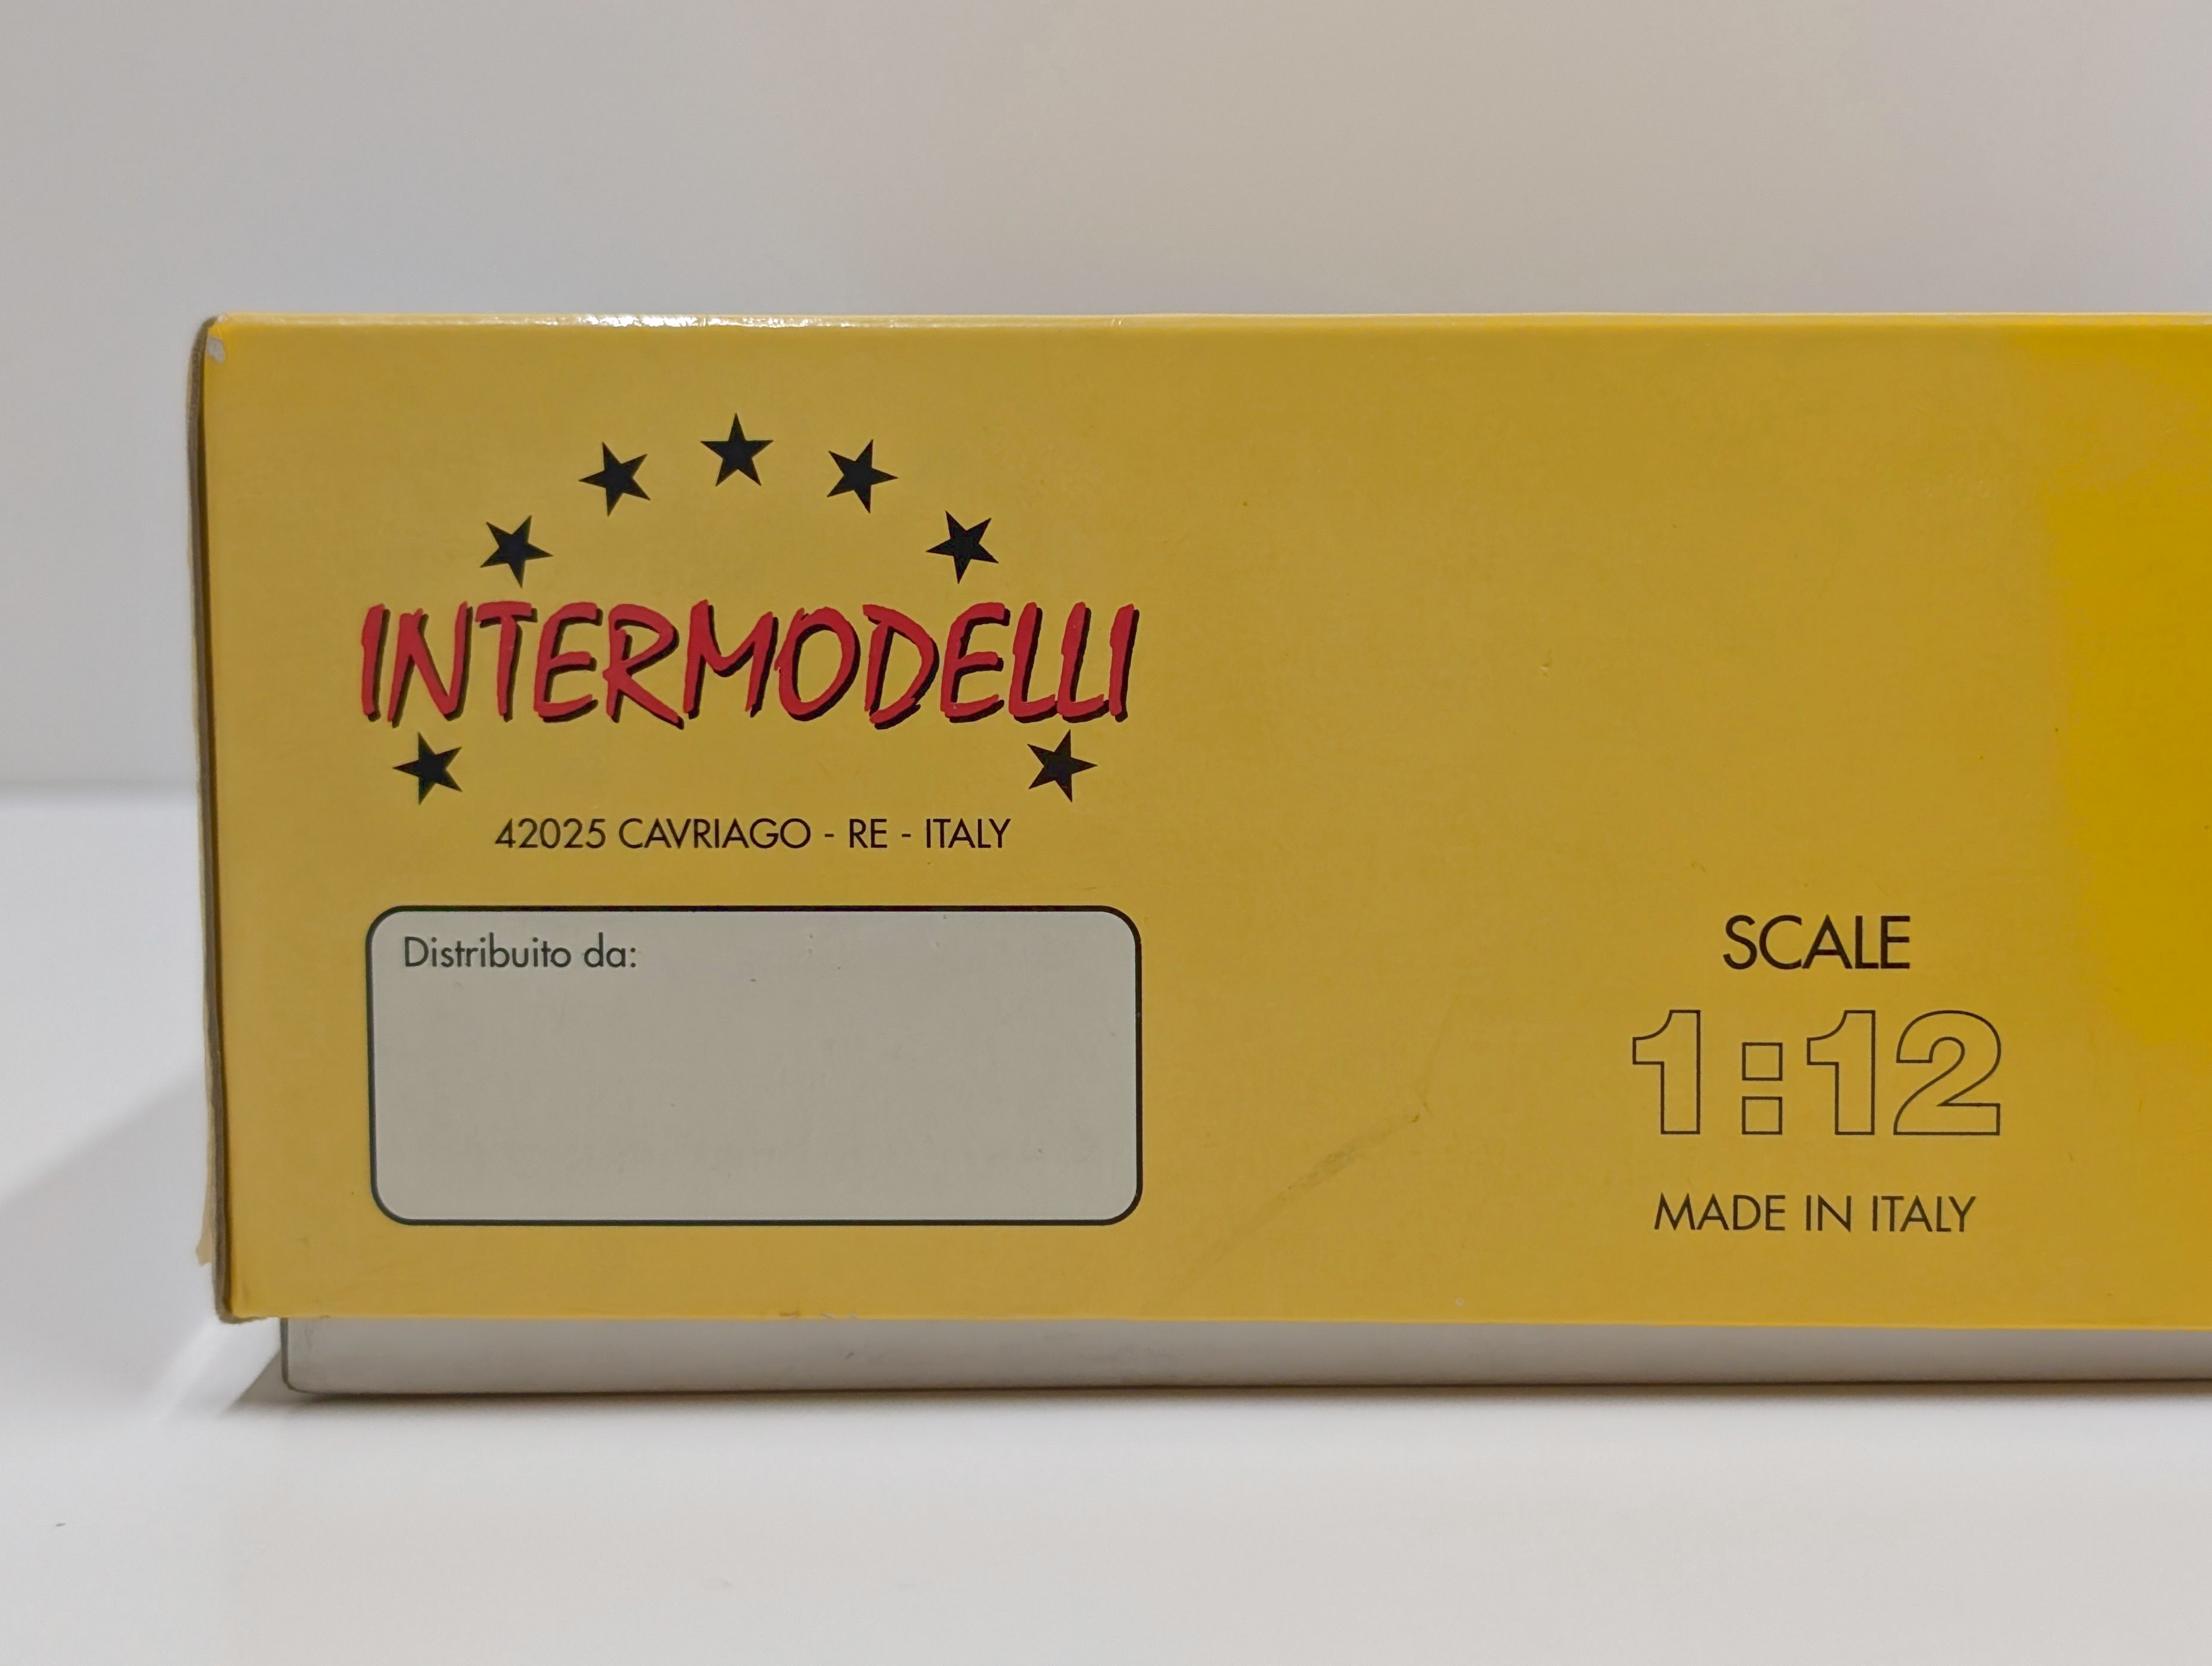 INTERMODELLI
42025 CAVRIAGO - RE - ITALY
Distribuito da:
SCALE
1:12
MADE IN ITALY